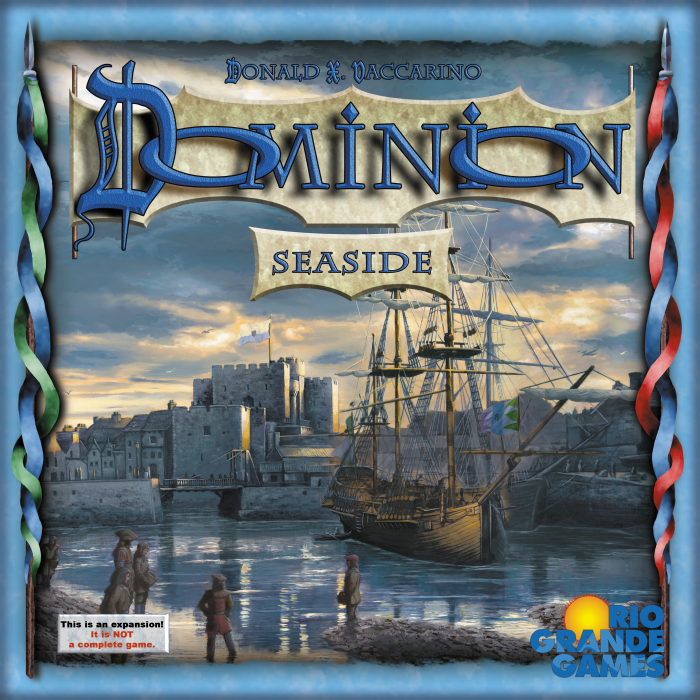 Donald X. Vaccarino
Dominion
SEASIDE
This is an expansion!
It is NOT
a complete game.
RIO
GRANDE
GAMES